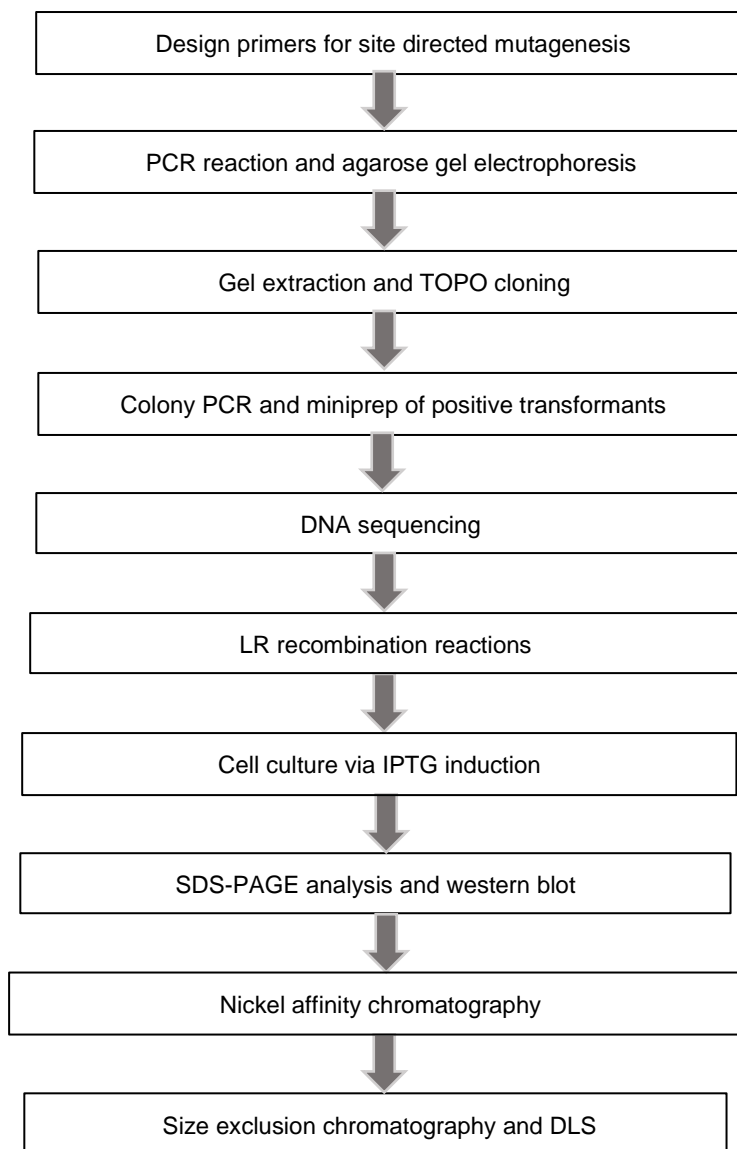 Design primers for site directed mutagenesis
PCR reaction and agarose gel electrophoresis
Gel extraction and TOPO cloning
Colony PCR and miniprep of positive transformants
DNA sequencing
LR recombination reactions
Cell culture via IPTG induction
SDS-PAGE analysis and western blot
Nickel affinity chromatography
Size exclusion chromatography and DLS